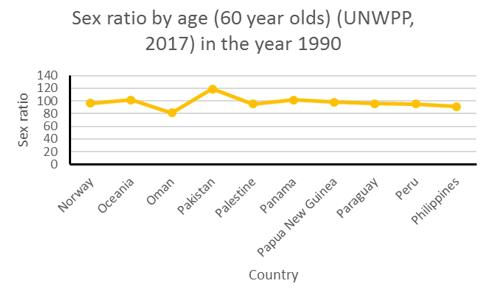 Sex ratio by age (60 year olds) (UNWPP,
2017) in the year 1990
Sex ratio
140
120
100
80
60
40
20
0
Norway
Oceania
Oman
Pakistan
Palestine
Panama
Papua New Guinea
Paraguay
Peru
Philippines
Country